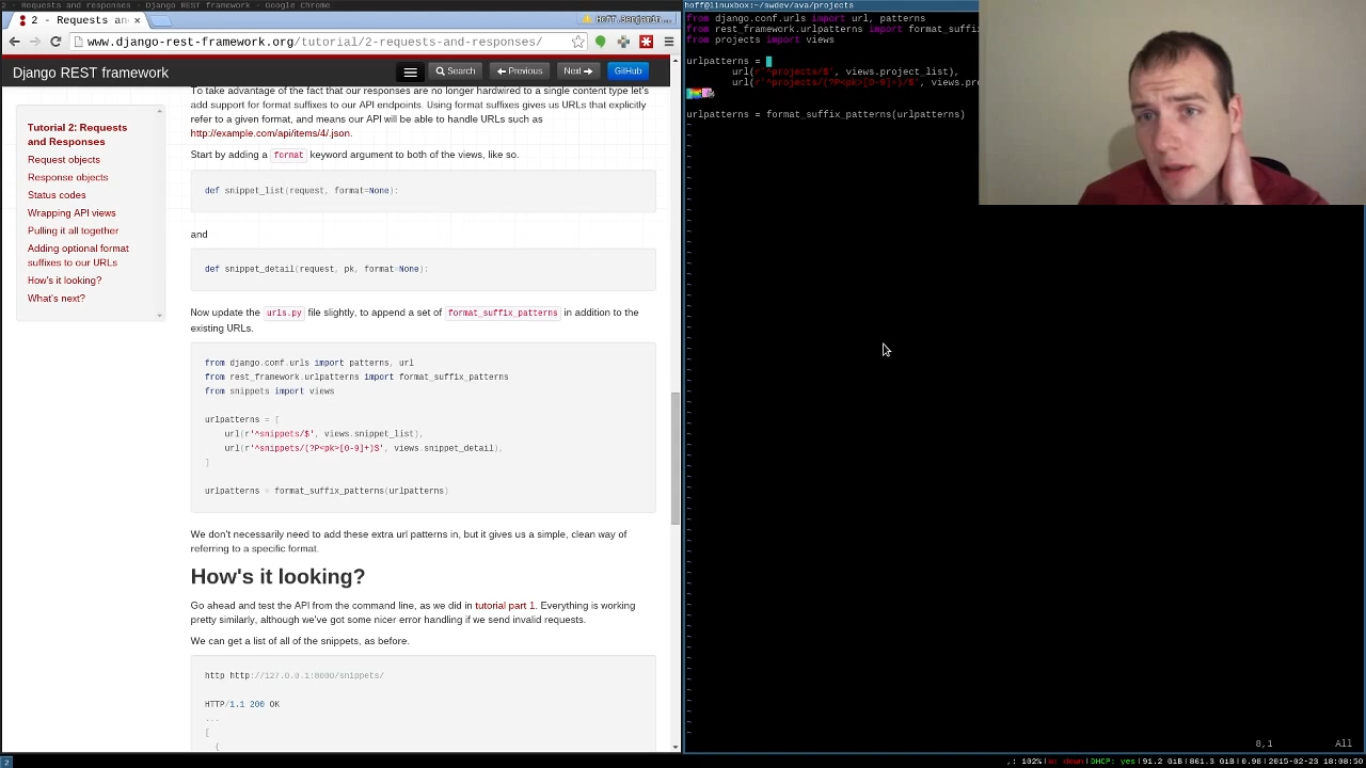 2 - Requests and responses - Django REST framework - Google Chrome
2 - Requests an
Hoff.Benjamin...
www.django-rest-framework.org/tutorial/2-requests-and-responses/
Django REST framework
Search
Previous
Next
GitHub
Tutorial 2: Requests
and Responses
Request objects
Response objects
Status codes
Wrapping API views
Pulling it all together
Adding optional format
suffixes to our URLs
How's it looking?
What's next?
To take advantage of the fact that our responses are no longer hardwired to a single content type let's
add support for format suffixes to our API endpoints. Using format suffixes gives us URLs that explicitly
refer to a given format, and means our API will be able to handle URLs such as
http://example.com/api/items/4/.json.
Start by adding a format keyword argument to both of the views, like so.
def snippet_list(request, format=None):
and
def snippet_detail(request, pk, format=None):
Now update the urls.py file slightly, to append a set of format_suffix_patterns in addition to the
existing URLs.
from django.conf.urls import patterns, url
from rest_framework.urlpatterns import format_suffix_patterns
from snippets import views
urlpatterns = [
url(r'^snippets/$', views.snippet_list),
url(r'^snippets/(?P<pk>[0-9]+)$', views.snippet_detail),
]
urlpatterns = format_suffix_patterns(urlpatterns)
We don't necessarily need to add these extra url patterns in, but it gives us a simple, clean way of
referring to a specific format.
How's it looking?
Go ahead and test the API from the command line, as we did in tutorial part 1. Everything is working
pretty similarly, although we've got some nicer error handling if we send invalid requests.
We can get a list of all of the snippets, as before.
http http://127.0.0.1:8000/snippets/
HTTP/1.1 200 OK
...
[
{
hoff@linuxbox:~/swdev/ava/projects
from django.conf.urls import url, patterns
from rest_framework.urlpatterns import format_suffi
from projects import views
urlpatterns =
url(r'^projects/$', views.project_list),
url(r'^projects/(?P<pk>[0-9]+)/$', views.pr
urlpatterns = format_suffix_patterns(urlpatterns)
8,1 All
2
102%| down|DHCP: yes|91.2 GiB|861.3 GiB|0.98|2015-02-23 18:08:50